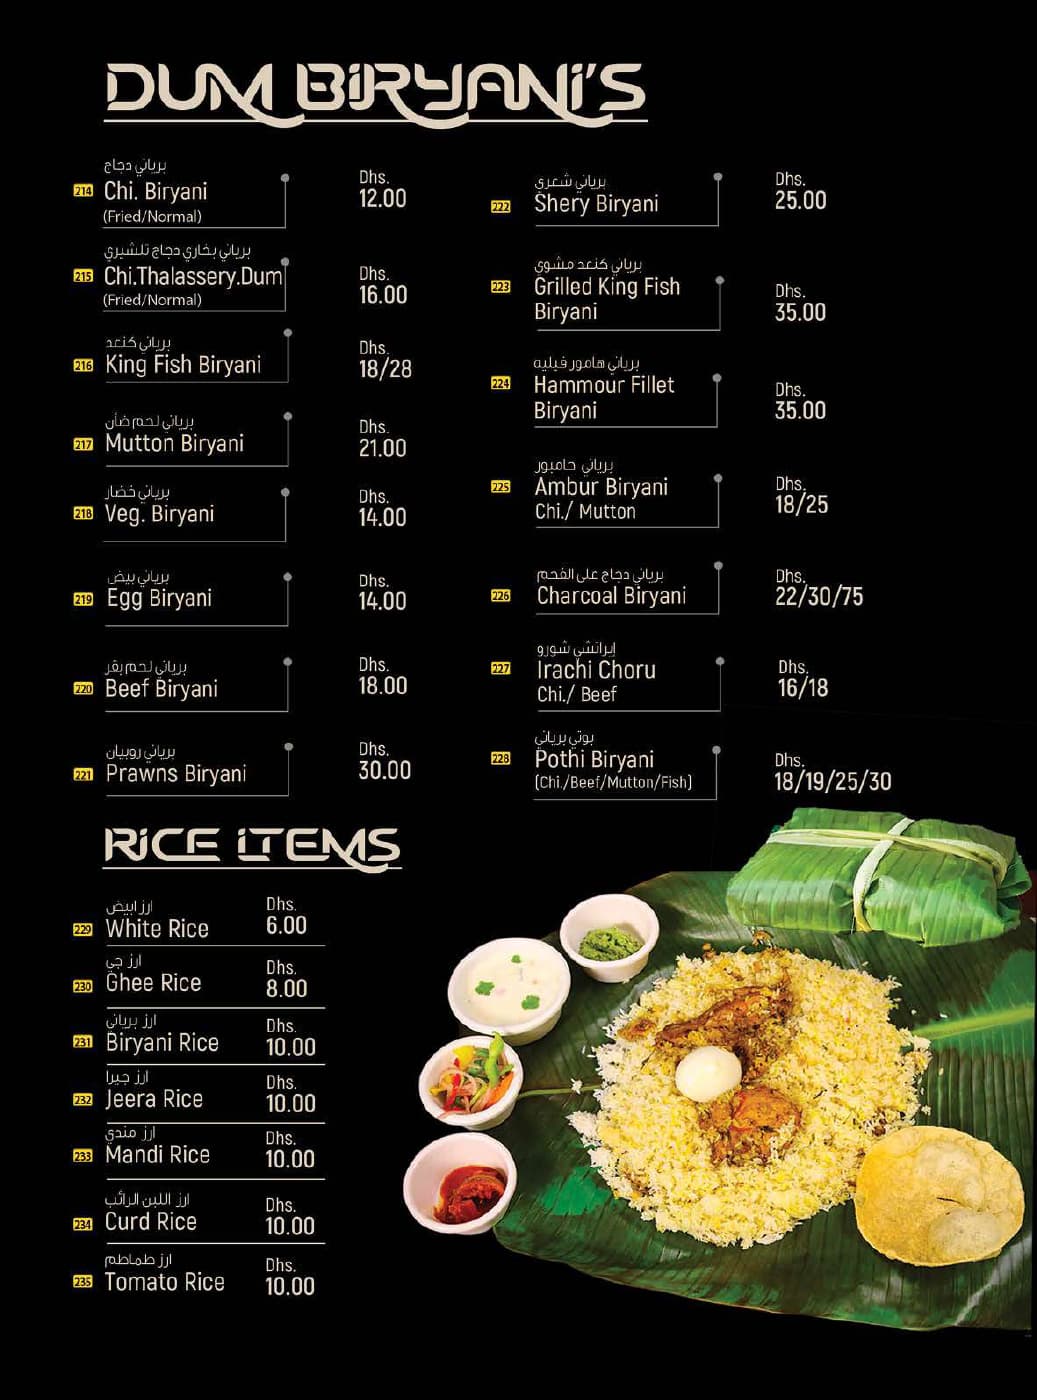 DUM BIRYANI'S
برياني دجاج
214 Chi. Biryani
(Fried/Normal)
Dhs.
12.00
برياني بخاري دجاج تلشيري
215 Chi.Thalassery.Dum
(Fried/Normal)
Dhs.
16.00
برياني كنعد
216 King Fish Biryani
Dhs.
18/28
برياني لحم ضأن
217 Mutton Biryani
Dhs.
21.00
برياني خضار
218 Veg. Biryani
Dhs.
14.00
برياني بيض
219 Egg Biryani
Dhs.
14.00
برياني لحم بقر
220 Beef Biryani
Dhs.
18.00
برياني روبيان
221 Prawns Biryani
Dhs.
30.00
برياني شعري
222 Shery Biryani
Dhs.
25.00
برياني كنعد مشوي
223 Grilled King Fish
Biryani
Dhs.
35.00
برياني هامور فيليه
224 Hammour Fillet
Biryani
Dhs.
35.00
برياني حامبور
225 Ambur Biryani
Chi./ Mutton
Dhs.
18/25
برياني دجاج على الفحم
226 Charcoal Biryani
Dhs.
22/30/75
إيراتشي شورو
227 Irachi Choru
Chi./ Beef
Dhs.
16/18
بوتي برياني
228 Pothi Biryani
(Chi./Beef/Mutton/Fish)
Dhs.
18/19/25/30
RICE ITEMS
ارز ابيض
229 White Rice
Dhs.
6.00
ارز جي
230 Ghee Rice
Dhs.
8.00
ارز برياني
231 Biryani Rice
Dhs.
10.00
ارز جيرا
232 Jeera Rice
Dhs.
10.00
ارز مندي
233 Mandi Rice
Dhs.
10.00
ارز اللبن الرائب
234 Curd Rice
Dhs.
10.00
ارز طماطم
235 Tomato Rice
Dhs.
10.00